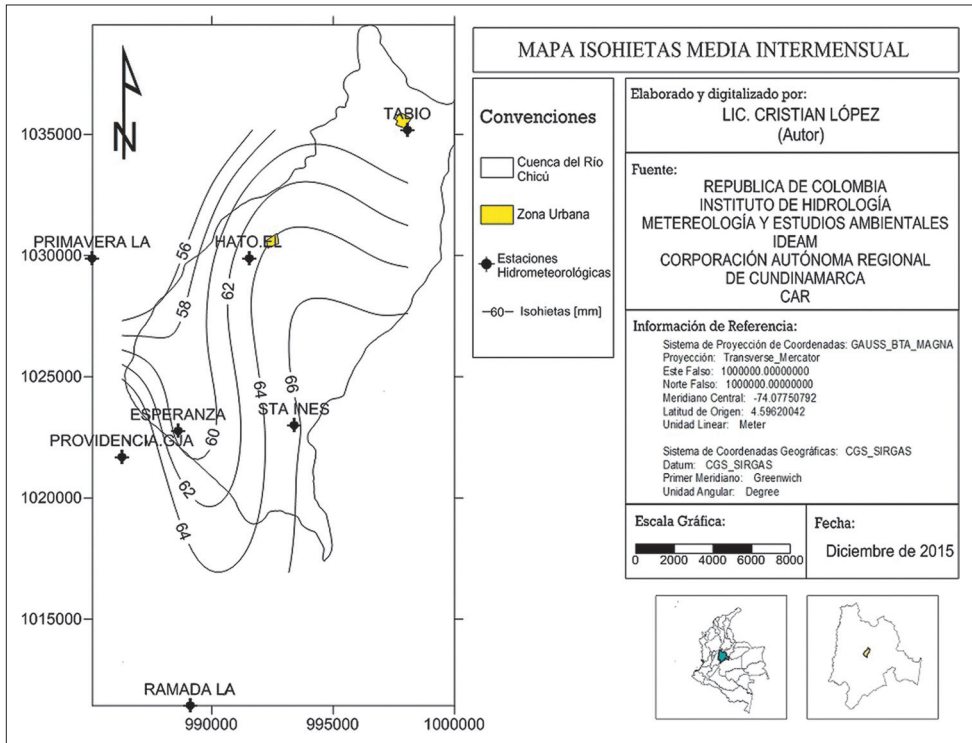 MAPA ISOHIETAS MEDIA INTERMENSUAL
N
1035000
1030000
1025000
1020000
1015000
990000
995000
1000000
TABIO
PRIMAVERA LA
HATO.EL
ESPERANZA
PROVIDENCIA.GJA
STA INES
RAMADA LA
56
58
62
60
64
66
62
64
Convenciones
Cuenca del Río
Chicú
Zona Urbana
Estaciones
Hidrometeorológicas
60 Isohietas [mm]
Elaborado y digitalizado por:
LIC. CRISTIAN LÓPEZ
(Autor)
Fuente:
REPUBLICA DE COLOMBIA
INSTITUTO DE HIDROLOGÍA
METEREOLOGÍA Y ESTUDIOS AMBIENTALES
IDEAM
CORPORACIÓN AUTÓNOMA REGIONAL
DE CUNDINAMARCA
CAR
Información de Referencia:
Sistema de Proyección de Coordenadas: GAUSS_BTA_MAGNA
Proyección: Transverse_Mercator
Este Falso: 1000000.00000000
Norte Falso: 1000000.00000000
Meridiano Central: -74.07750792
Latitud de Origen: 4.59620042
Unidad Linear: Meter
Sistema de Coordenadas Geográficas: CGS_SIRGAS
Datum: CGS_SIRGAS
Primer Meridiano: Greenwich
Unidad Angular: Degree
Escala Gráfica:
0 2000 4000 6000 8000
Fecha:
Diciembre de 2015